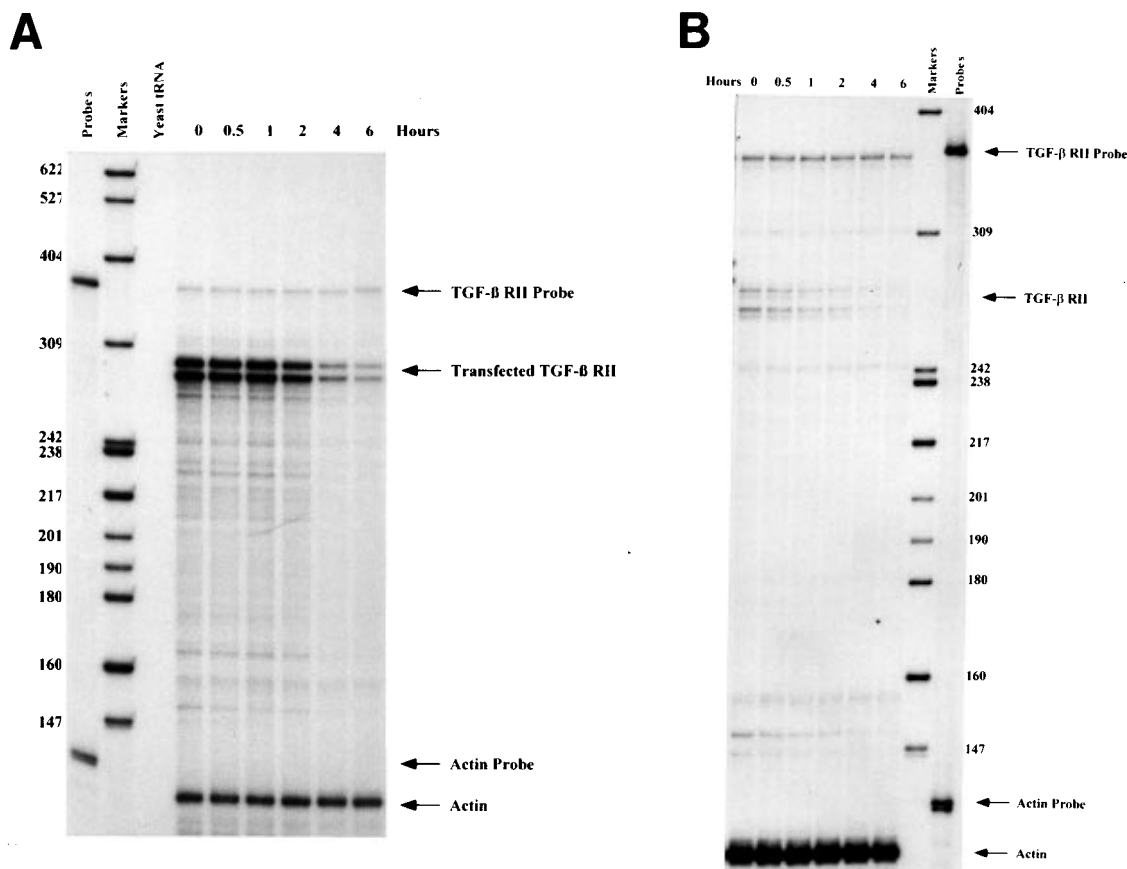 A
Probes
Markers
Yeast tRNA
0 0.5 1 2 4 6 Hours
622
527
404
309
242
238
217
201
190
180
160
147
TGF-β RII Probe
Transfected TGF-β RII
Actin Probe
Actin
B
Hours 0 0.5 1 2 4 6
Markers
Probes
404
309
242
238
217
201
190
180
160
147
TGF-β RII Probe
TGF-β RII
Actin Probe
Actin